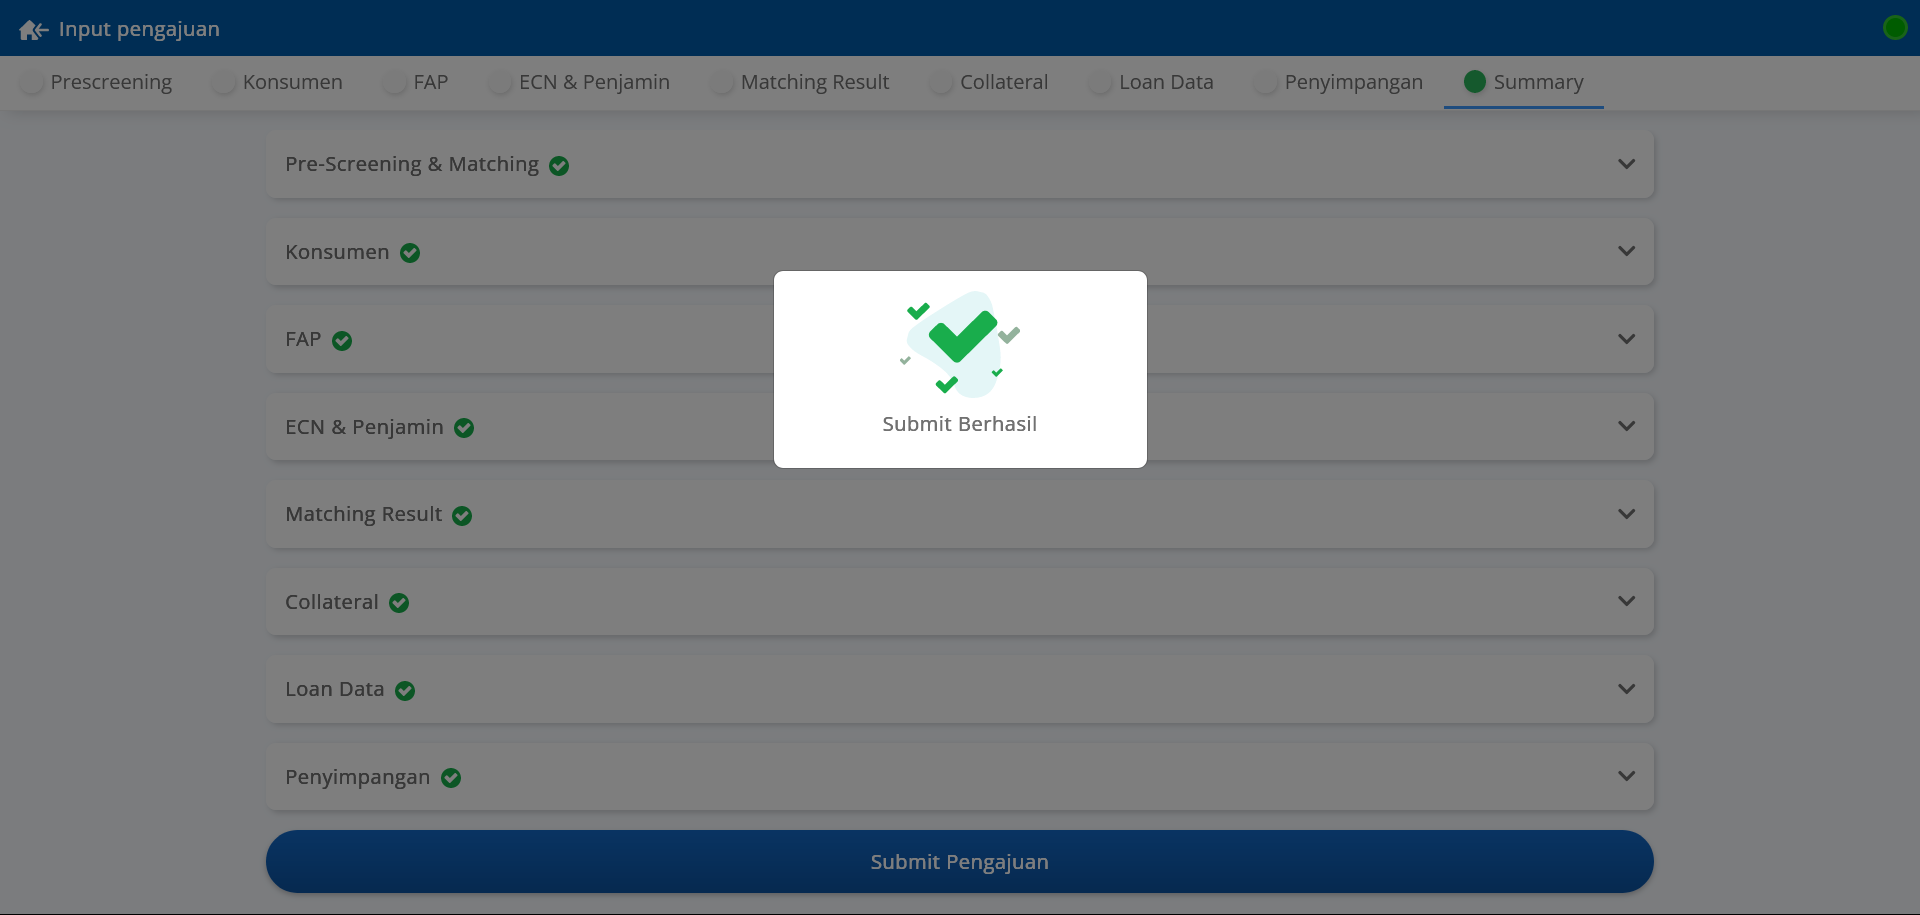 Input pengajuan
Prescreening Konsumen FAP ECN & Penjamin Matching Result Collateral Loan Data Penyimpangan Summary
Pre-Screening & Matching
Konsumen
FAP
ECN & Penjamin
Submit Berhasil
Matching Result
Collateral
Loan Data
Penyimpangan
Submit Pengajuan